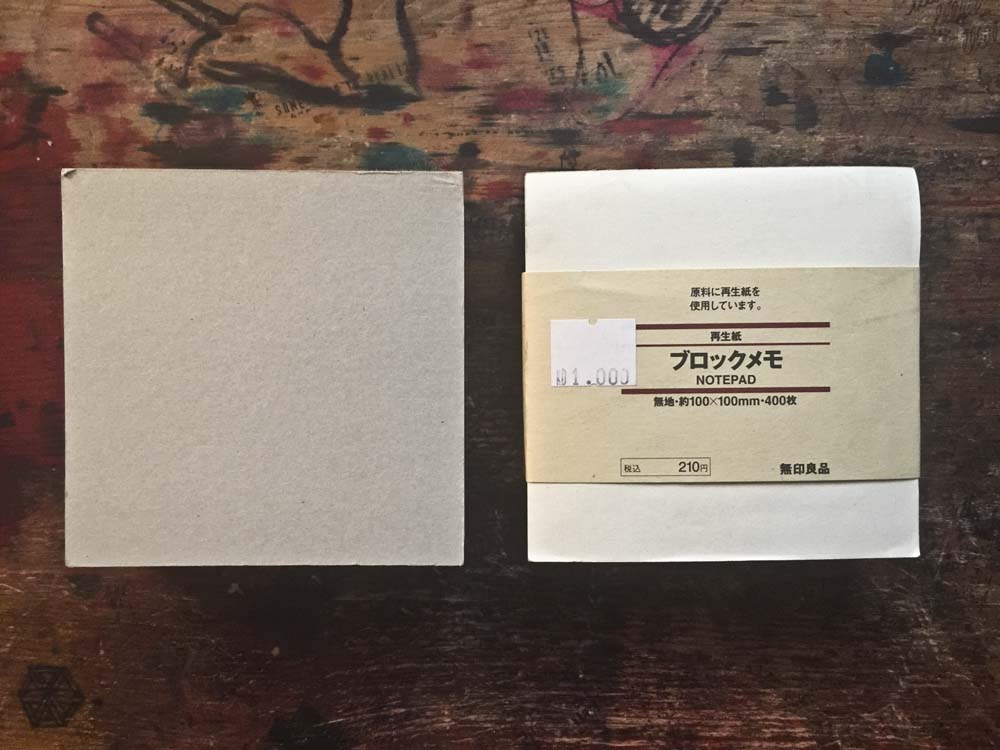 原料に再生紙を
使用しています。
再生紙
ブロックメモ
NOTEPAD
無地・約100×100mm・400枚
1.000
税込 210円
無印良品